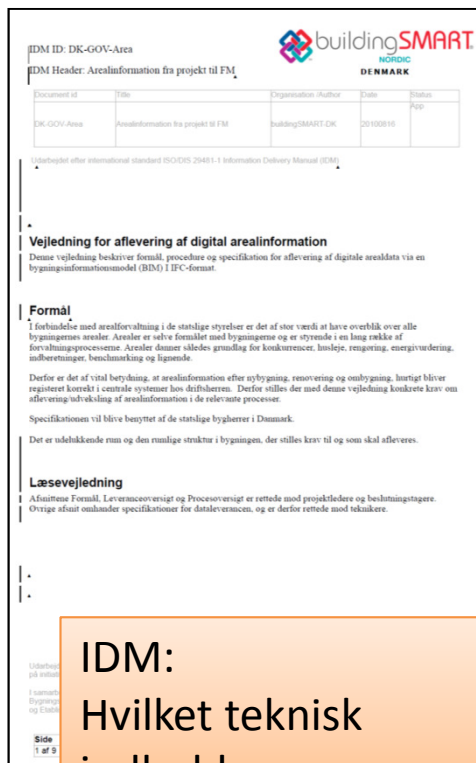 IDM ID: DK-GOV-Area
buildingSMART
NORDIC
DENMARK
IDM Header: Arealinformation fra projekt til FM
Document id Title Organisation /Author Date Status
App
DK-GOV-Area Arealinformation fra projekt til FM buildingSMART-DK 20100816
Udarbejdet efter international standard ISO/DIS 29481-1 Information Delivery Manual (IDM)
Vejledning for aflevering af digital arealinformation
Denne vejledning beskriver formål, procedure og specifikation for aflevering af digitale arealdata via en
bygningsinformationsmodel (BIM) I IFC-format.
Formål
I forbindelse med arealforvaltning i de statslige styrelser er det af stor værdi at have overblik over alle
bygningernes arealer. Arealer er selve formålet med bygningerne og er styrende i en lang række af
forvaltningsprocesserne. Arealer danner således grundlag for konkurrencer, husleje, rengøring, energivurdering,
indberetninger, benchmarking og lignende.
Derfor er det af vital betydning, at arealinformation efter nybygning, renovering og ombygning, hurtigt bliver
registeret korrekt i centrale systemer hos driftsherren. Derfor stilles der med denne vejledning konkrete krav om
aflevering/udveksling af arealinformation i de relevante processer.
Specifikationen vil blive benyttet af de statslige bygherrer i Danmark.
Det er udelukkende rum og den rumlige struktur i bygningen, der stilles krav til og som skal afleveres.
Læsevejledning
Afsnittene Formål, Leveranceoversigt og Procesoversigt er rettede mod projektledere og beslutningstagere.
Øvrige afsnit omhander specifikationer for dataleverancen, og er derfor rettede mod teknikere.
Udarbejd
på initiat
I samarb
Bygnings
og Etabl
Side
1 af 9
IDM:
Hvilket teknisk